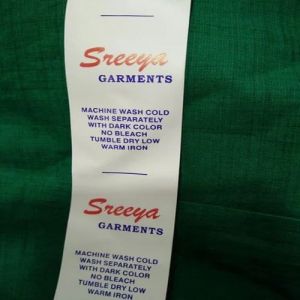 Sreeya
GARMENTS
MACHINE WASH COLD
WASH SEPARATELY
WITH DARK COLOR
NO BLEACH
TUMBLE DRY LOW
WARM IRON
Sreeya
GARMENTS
MACHINE WASH COLD
WASH SEPARATELY
WITH DARK COLOR
NO BLEACH
TUMBLE DRY LOW
WARM IRON